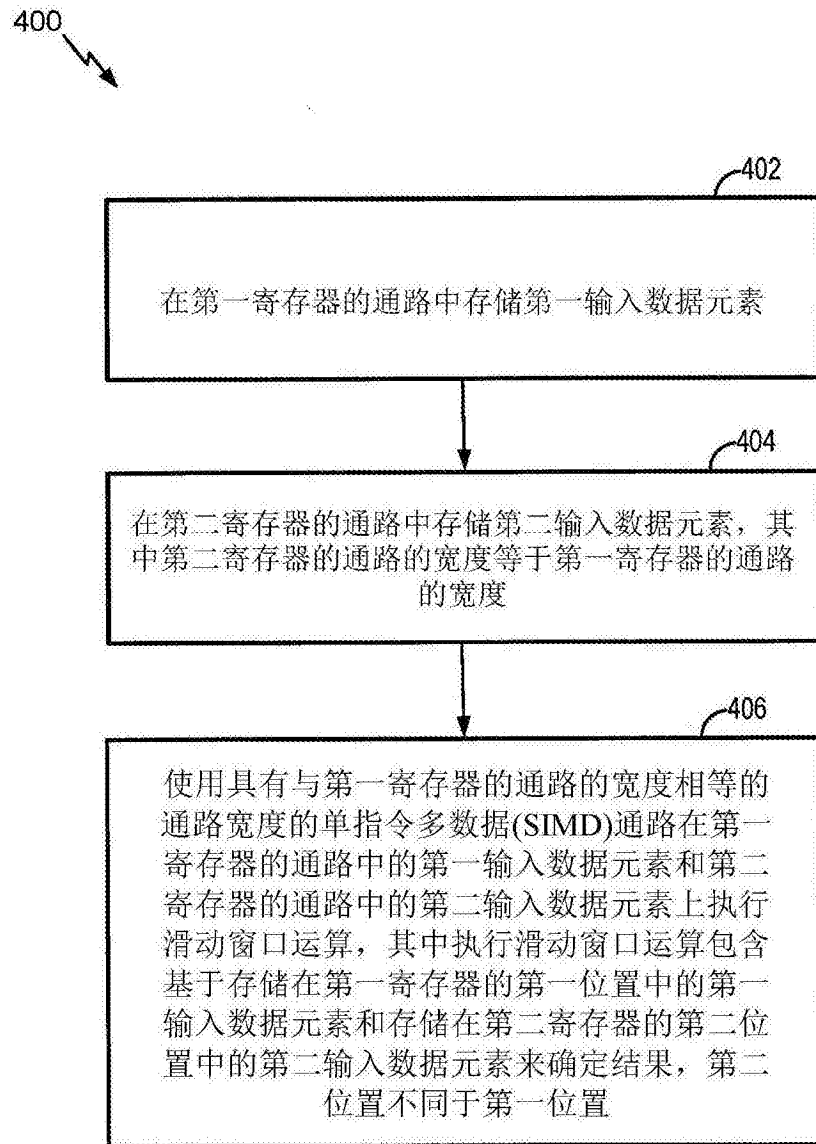 400
402
在第一寄存器的通路中存储第一输入数据元素
404
在第二寄存器的通路中存储第二输入数据元素，其
中第二寄存器的通路的宽度等于第一寄存器的通路
的宽度
406
使用具有与第一寄存器的通路的宽度相等的
通路宽度的单指令多数据(SIMD)通路在第一
寄存器的通路中的第一输入数据元素和第二
寄存器的通路中的第二输入数据元素上执行
滑动窗口运算，其中执行滑动窗口运算包含
基于存储在第一寄存器的第一位置中的第一
输入数据元素和存储在第二寄存器的第二位
置中的第二输入数据元素来确定结果，第二
位置不同于第一位置